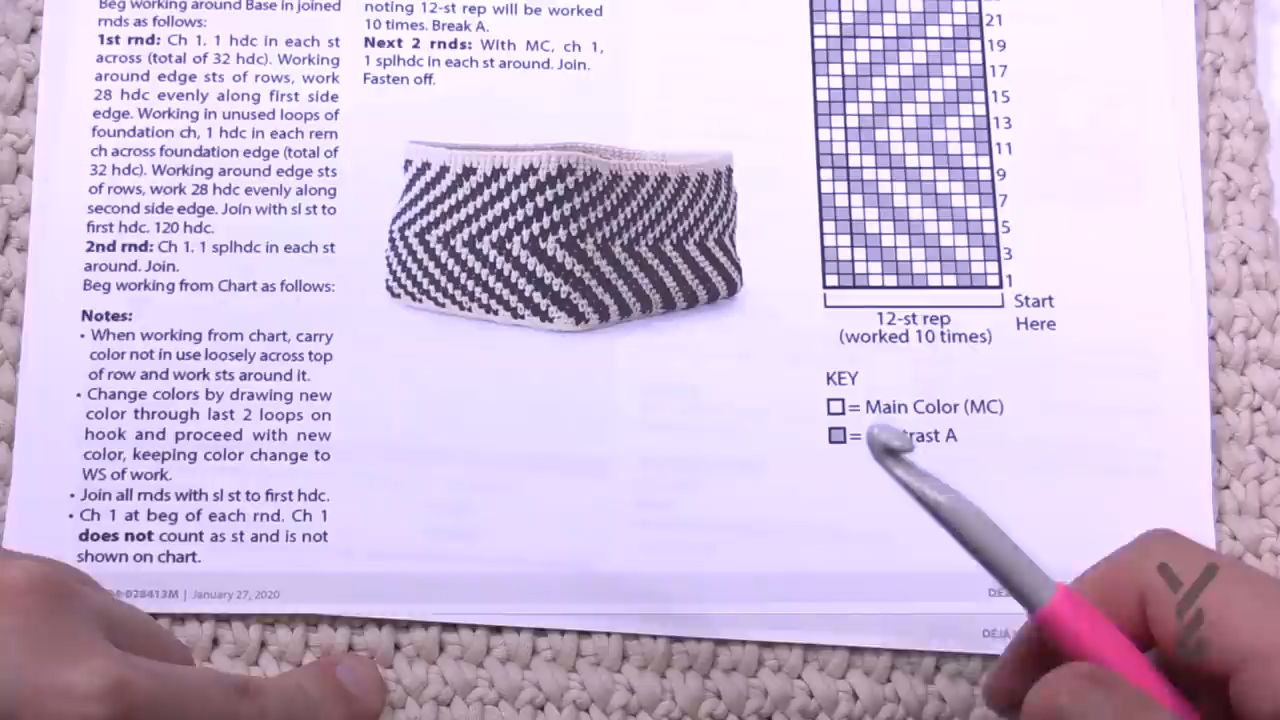 Beg working around Base in joined
rnds as follows:
1st rnd: Ch 1. 1 hdc in each st
across (total of 32 hdc). Working
around edge sts of rows, work
28 hdc evenly along first side
edge. Working in unused loops of
foundation ch, 1 hdc in each rem
ch across foundation edge (total of
32 hdc). Working around edge sts
of rows, work 28 hdc evenly along
second side edge. Join with sl st to
first hdc. 120 hdc.
2nd rnd: Ch 1. 1 splhdc in each st
around. Join.
Beg working from Chart as follows:
Notes:
• When working from chart, carry
color not in use loosely across top
of row and work sts around it.
• Change colors by drawing new
color through last 2 loops on
hook and proceed with new
color, keeping color change to
WS of work.
• Join all rnds with sl st to first hdc.
• Ch 1 at beg of each rnd. Ch 1
does not count as st and is not
shown on chart.
noting 12-st rep will be worked
10 times. Break A.
Next 2 rnds: With MC, ch 1,
1 splhdc in each st around. Join.
Fasten off.
21
19
17
15
13
11
9
7
5
3
1
Start
Here
12-st rep
(worked 10 times)
KEY
= Main Color (MC)
= trast A
028413M | January 27, 2020